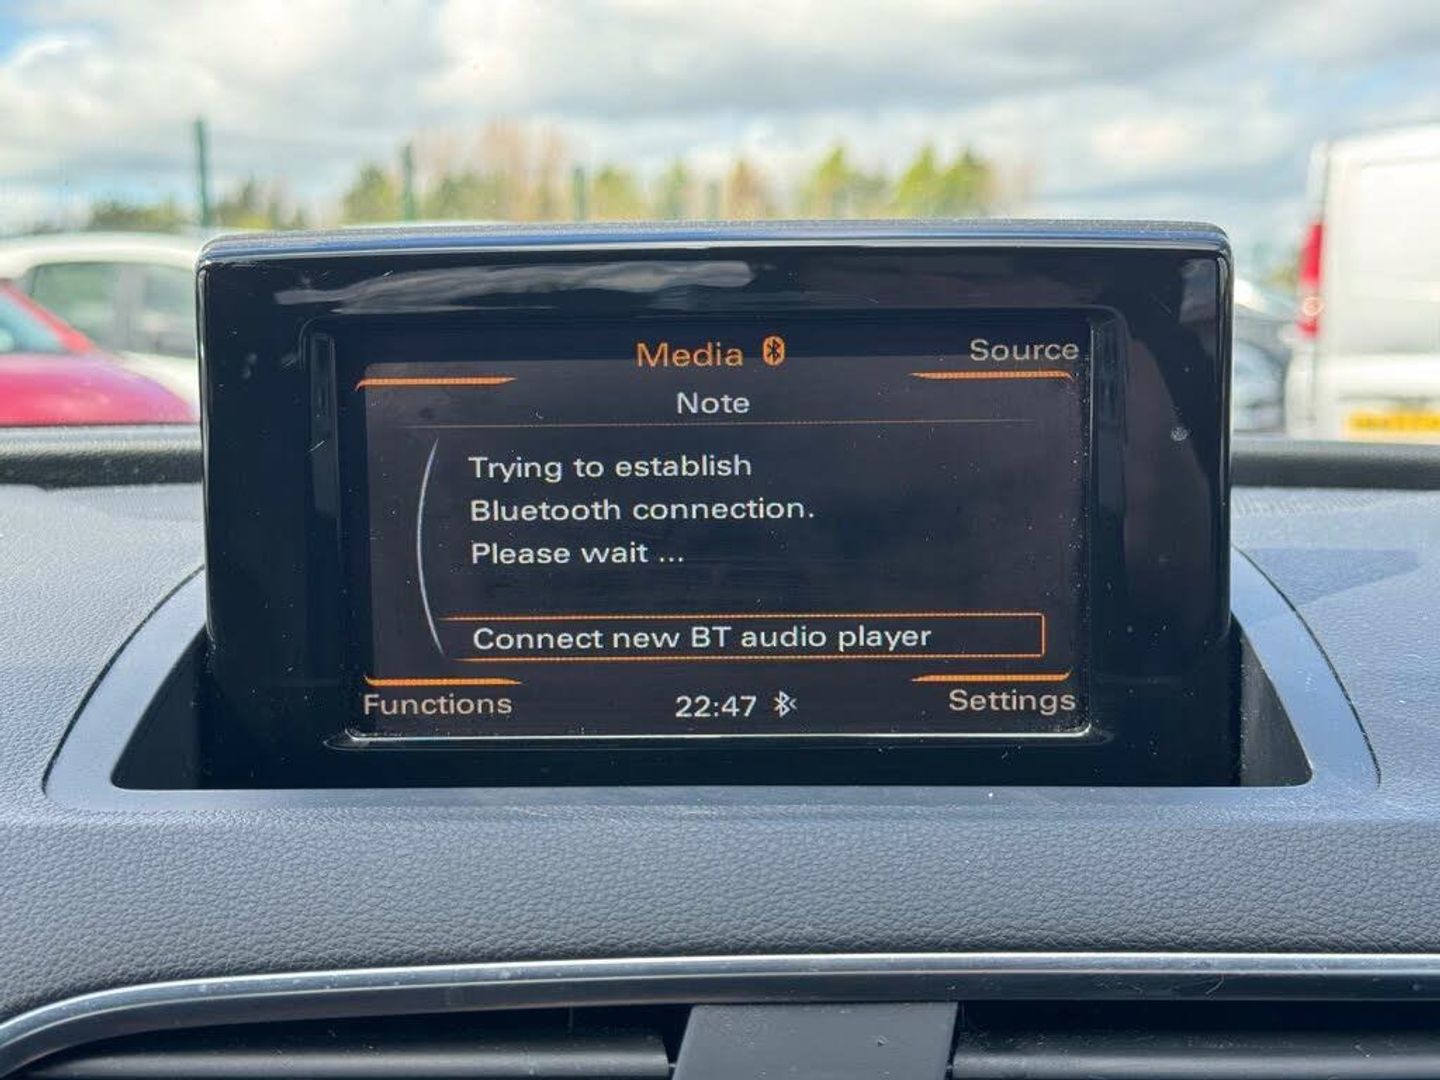 Media
Source
Note
Trying to establish
Bluetooth connection.
Please wait ...
Connect new BT audio player
Functions
22:47
Settings